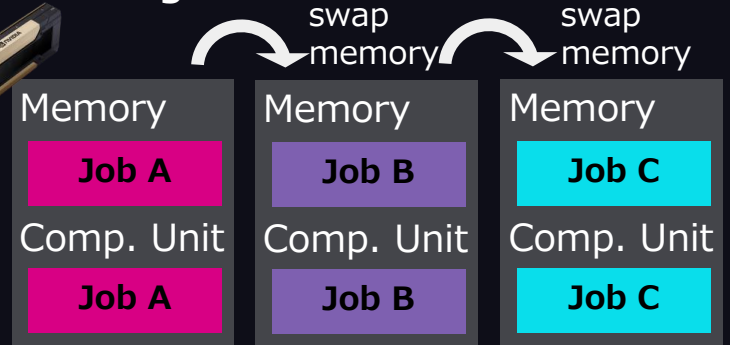 swap
memory
swap
memory
Memory
Job A
Comp. Unit
Job A
Memory
Job B
Comp. Unit
Job B
Memory
Job C
Comp. Unit
Job C